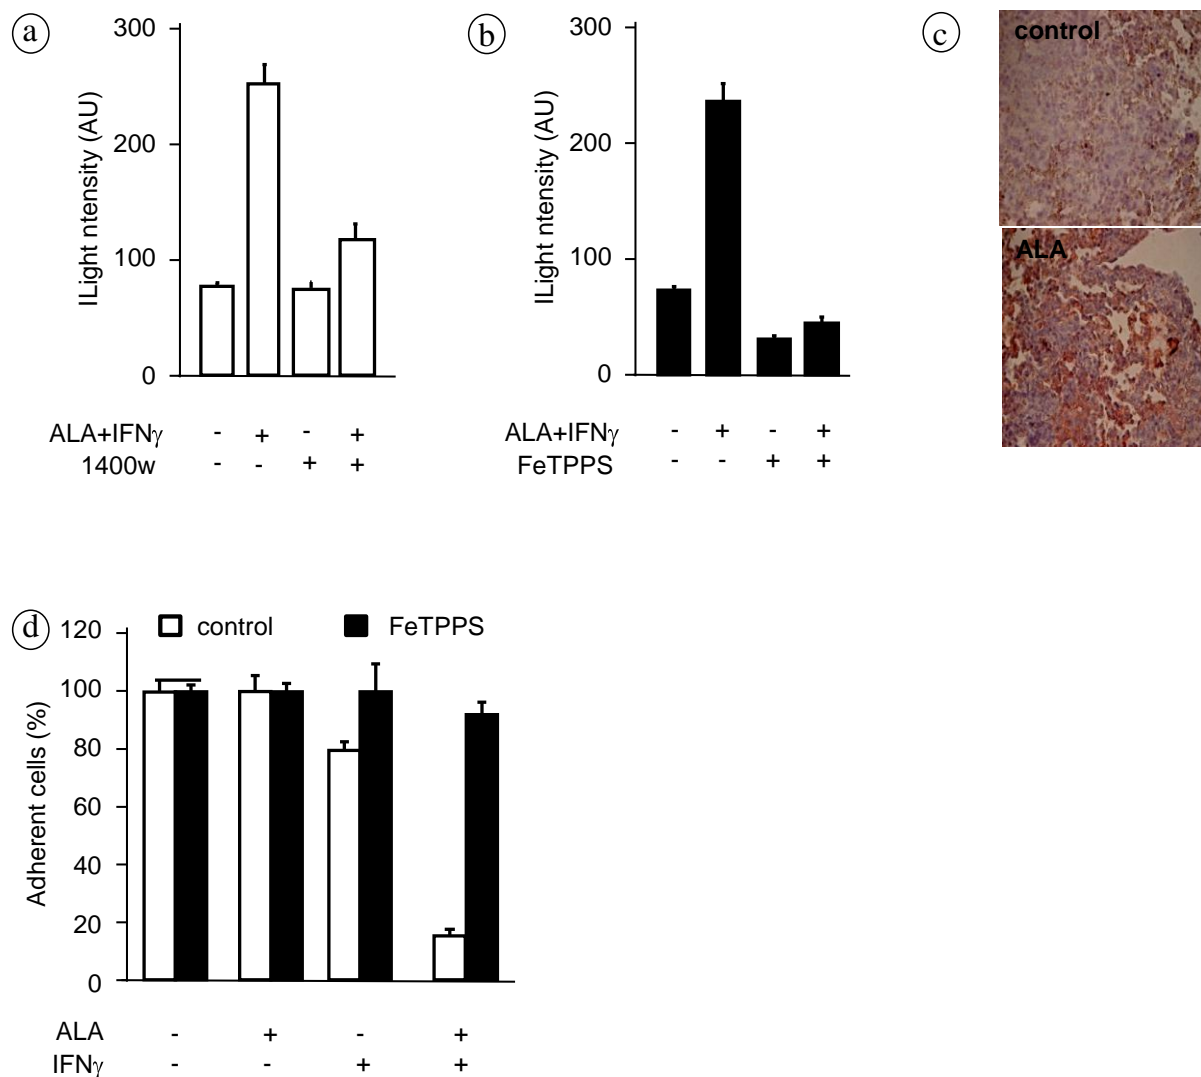 a
300
200
100
0
ILight ntensity (AU)
ALA+IFNγ - + - +
1400w - - + +
b
300
200
100
0
ILight ntensity (AU)
ALA+IFNγ - + - +
FeTPPS - - + +
c
control
ALA
d
control FeTPPS
120
100
80
60
40
20
0
Adherent cells (%)
ALA - + - +
IFNγ - - + +